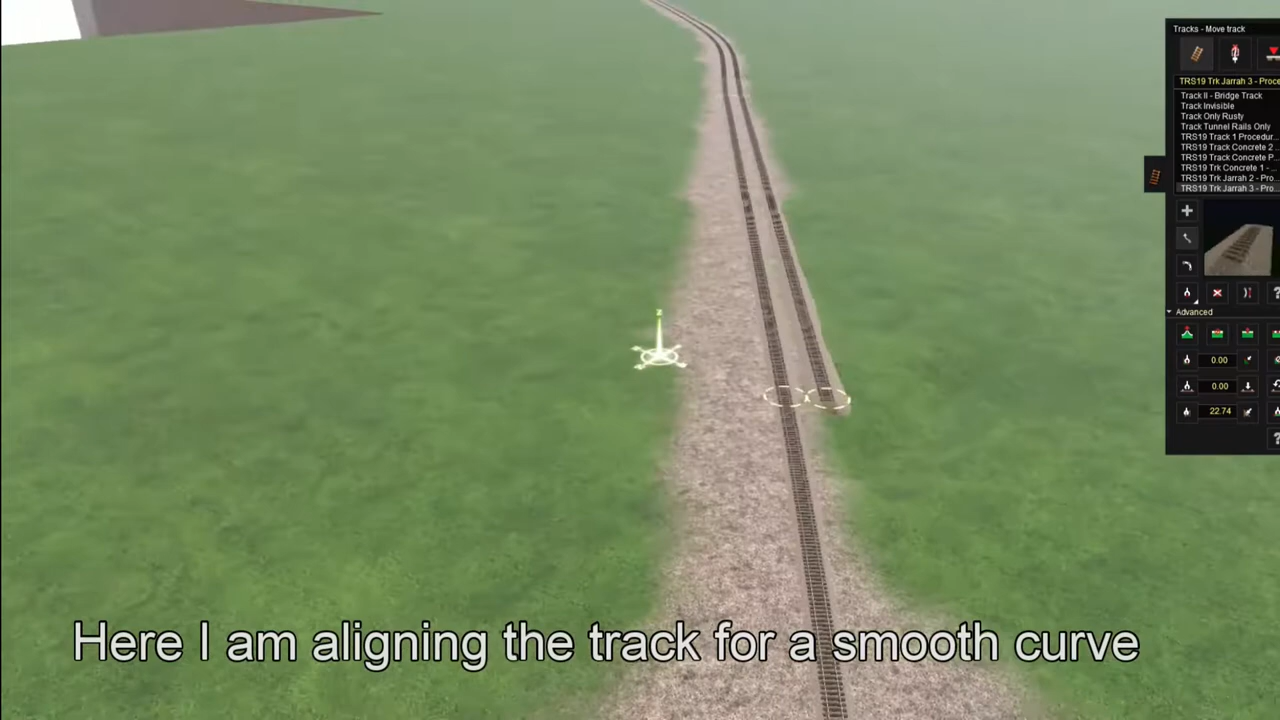 Tracks - Move track
TRS19 Trk Jarrah 3 - Proce
Track II - Bridge Track
Track Invisible
Track Only Rusty
Track Tunnel Rails Only
TRS19 Track 1 Procedur...
TRS19 Track Concrete 2 ...
TRS19 Track Concrete P...
TRS19 Trk Concrete 1 - ...
TRS19 Trk Jarrah 2 - Pro...
TRS19 Trk Jarrah 3 - Pro...
Advanced
0.00
0.00
22.74
Here I am aligning the track for a smooth curve